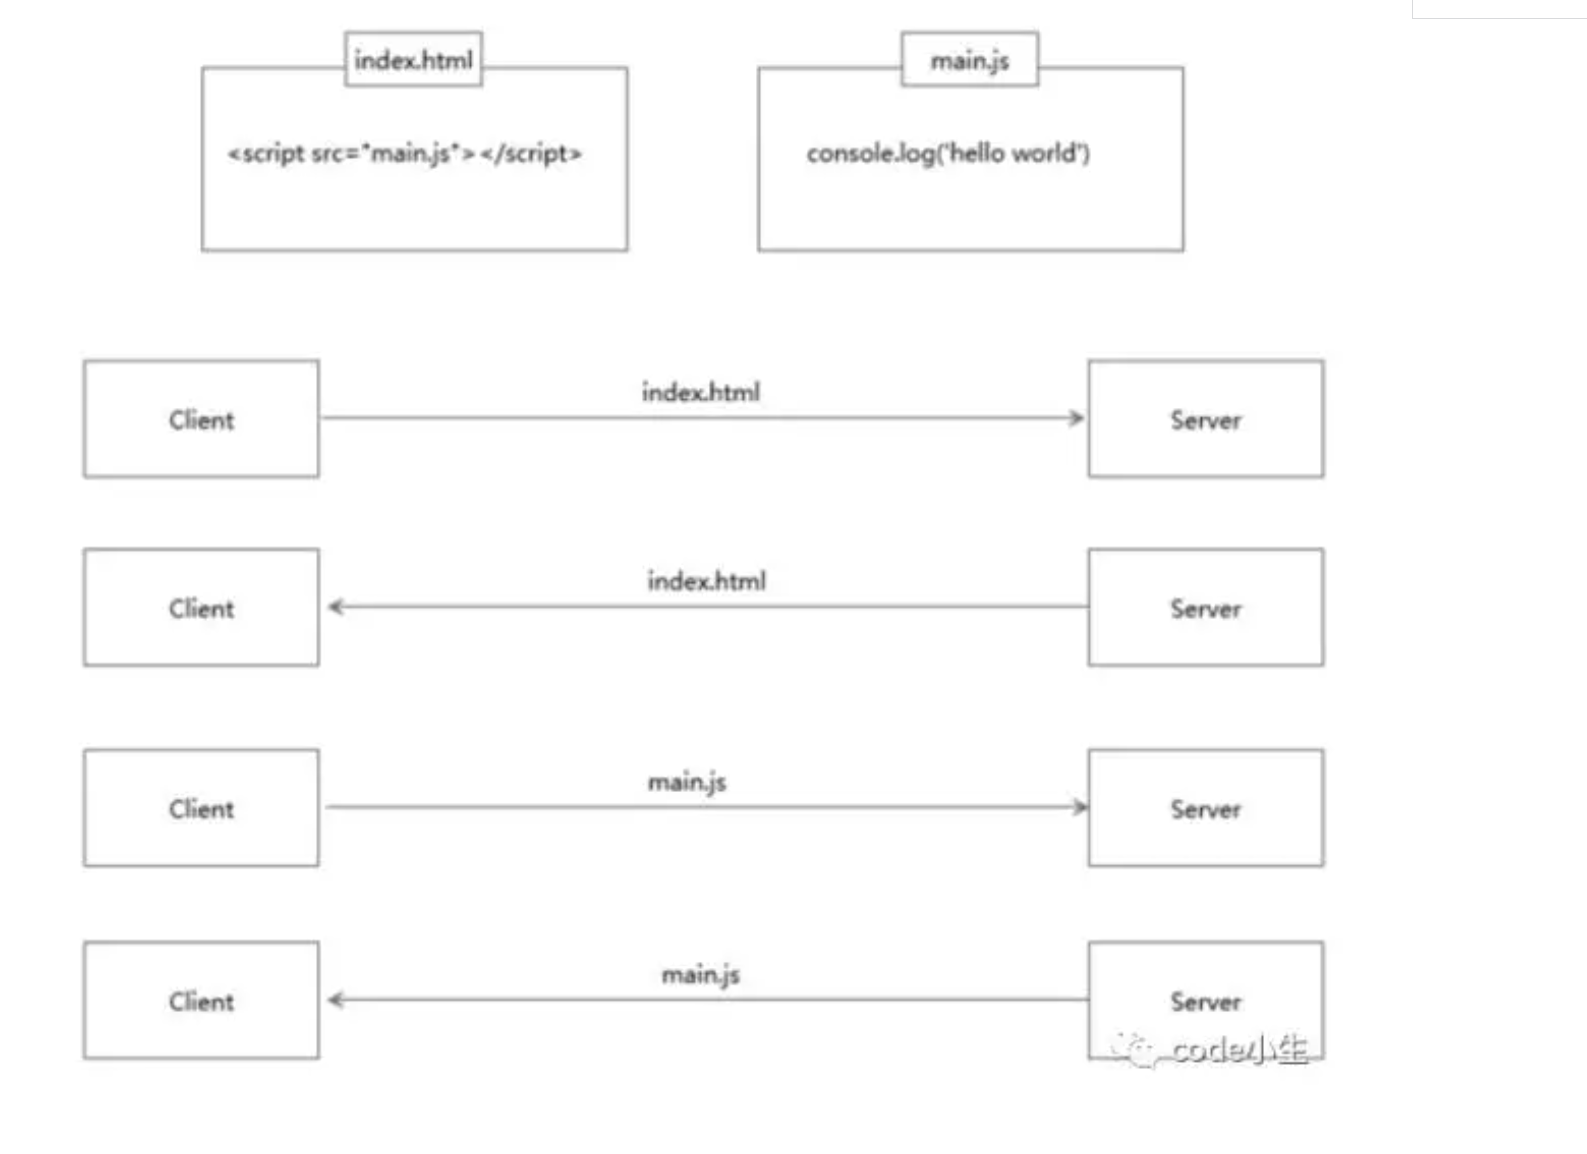 index.html
main.js
<script src="main.js"></script>
console.log('hello world')
index.html
Client
Server
index.html
Client
Server
main.js
Client
Server
main.js
Client
Server
code小生